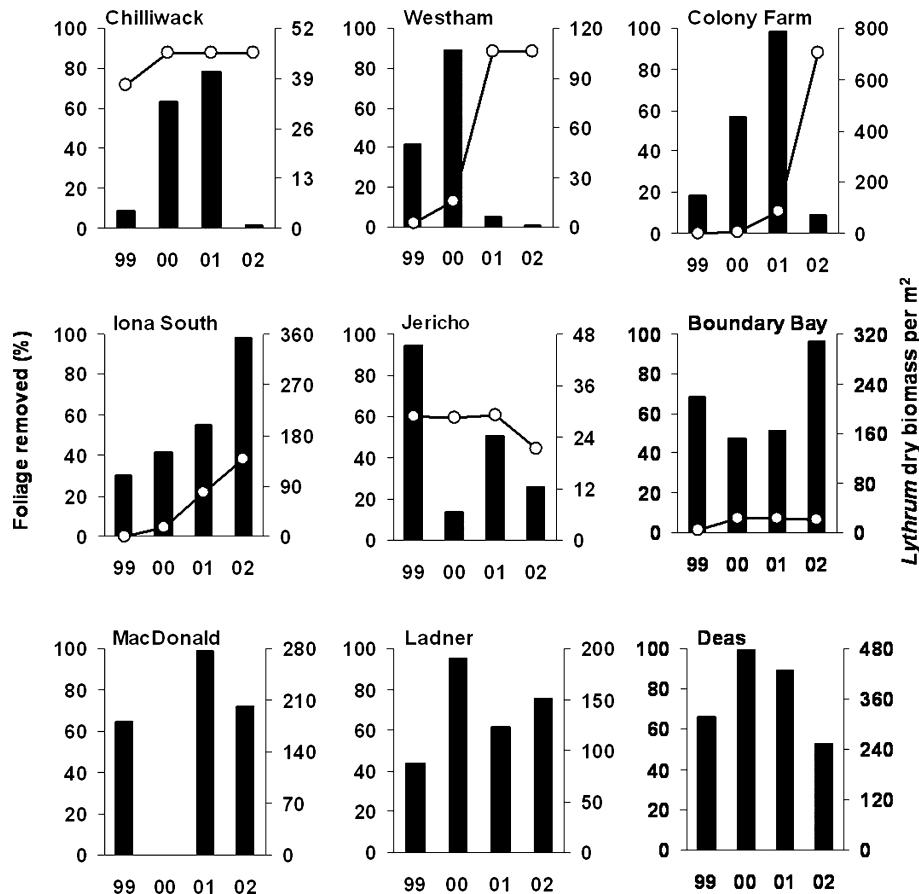 Chilliwack
100 80 60 40 20 0
52 39 26 13 0
99 00 01 02
Westham
100 80 60 40 20 0
120 90 60 30 0
99 00 01 02
Colony Farm
100 80 60 40 20 0
800 600 400 200 0
99 00 01 02
Foliage removed (%)
Iona South
100 80 60 40 20 0
360 270 180 90 0
99 00 01 02
Jericho
100 80 60 40 20 0
48 36 24 12 0
99 00 01 02
Boundary Bay
100 80 60 40 20 0
320 240 160 80 0
99 00 01 02
Lythrum dry biomass per m²
MacDonald
100 80 60 40 20 0
280 210 140 70 0
99 00 01 02
Ladner
100 80 60 40 20 0
200 150 100 50 0
99 00 01 02
Deas
100 80 60 40 20 0
480 360 240 120 0
99 00 01 02